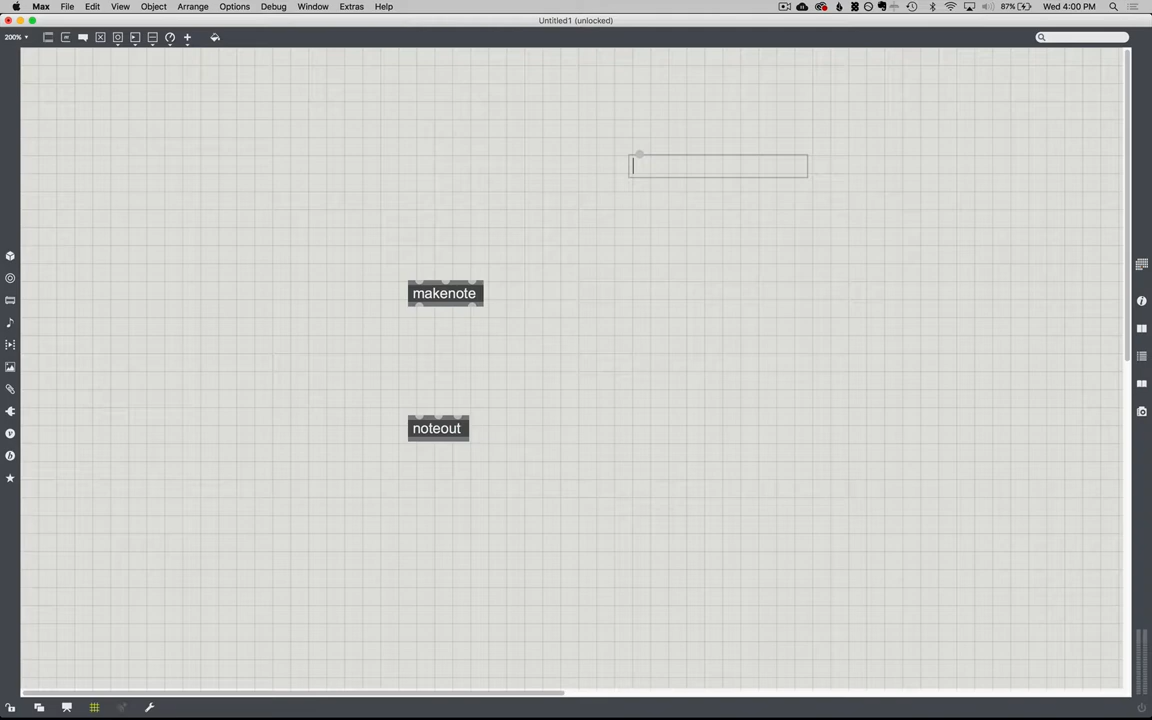 Max File Edit View Object Arrange Options Debug Window Extras Help 87% Wed 4:00 PM
Untitled1 (unlocked)
200%
makenote
noteout